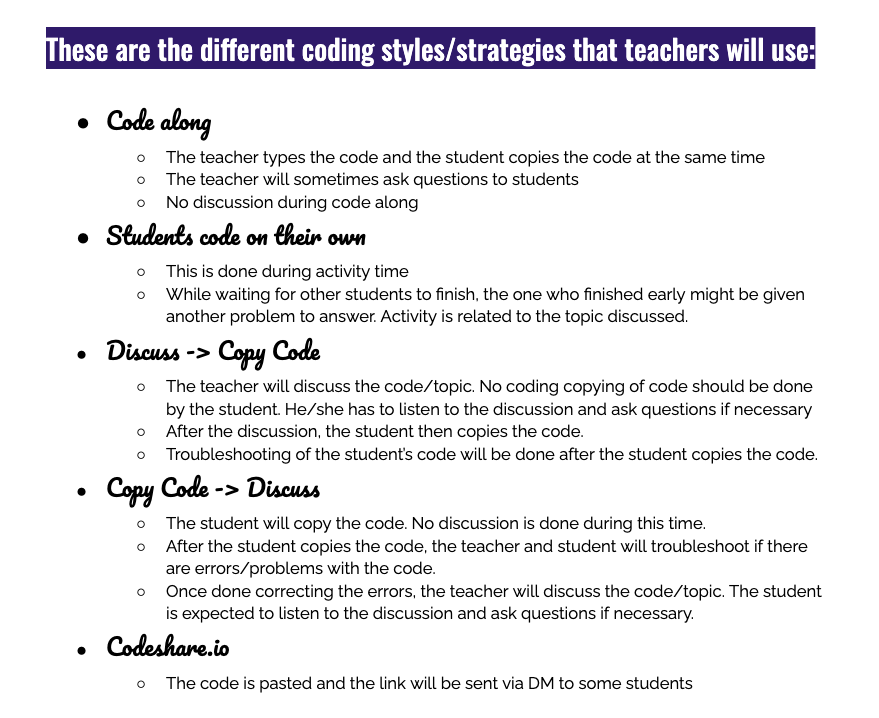 These are the different coding styles/strategies that teachers will use:
● Code along
○ The teacher types the code and the student copies the code at the same time
○ The teacher will sometimes ask questions to students
○ No discussion during code along
● Students code on their own
○ This is done during activity time
○ While waiting for other students to finish, the one who finished early might be given
another problem to answer. Activity is related to the topic discussed.
● Discuss -> Copy Code
○ The teacher will discuss the code/topic. No coding copying of code should be done
by the student. He/she has to listen to the discussion and ask questions if necessary
○ After the discussion, the student then copies the code.
○ Troubleshooting of the student's code will be done after the student copies the code.
● Copy Code -> Discuss
○ The student will copy the code. No discussion is done during this time.
○ After the student copies the code, the teacher and student will troubleshoot if there
are errors/problems with the code.
○ Once done correcting the errors, the teacher will discuss the code/topic. The student
is expected to listen to the discussion and ask questions if necessary.
● Codeshare.io
○ The code is pasted and the link will be sent via DM to some students